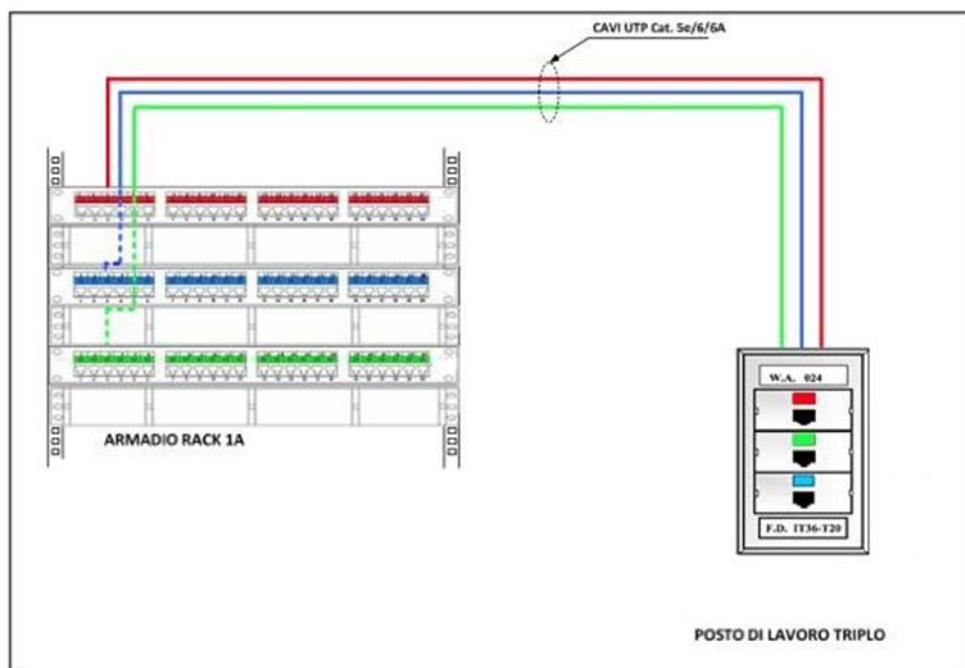 CAVI UTP Cat. 5e/6/6A
ARMADIO RACK 1A
W.A. 024
F.D. IT36-T20
POSTO DI LAVORO TRIPLO